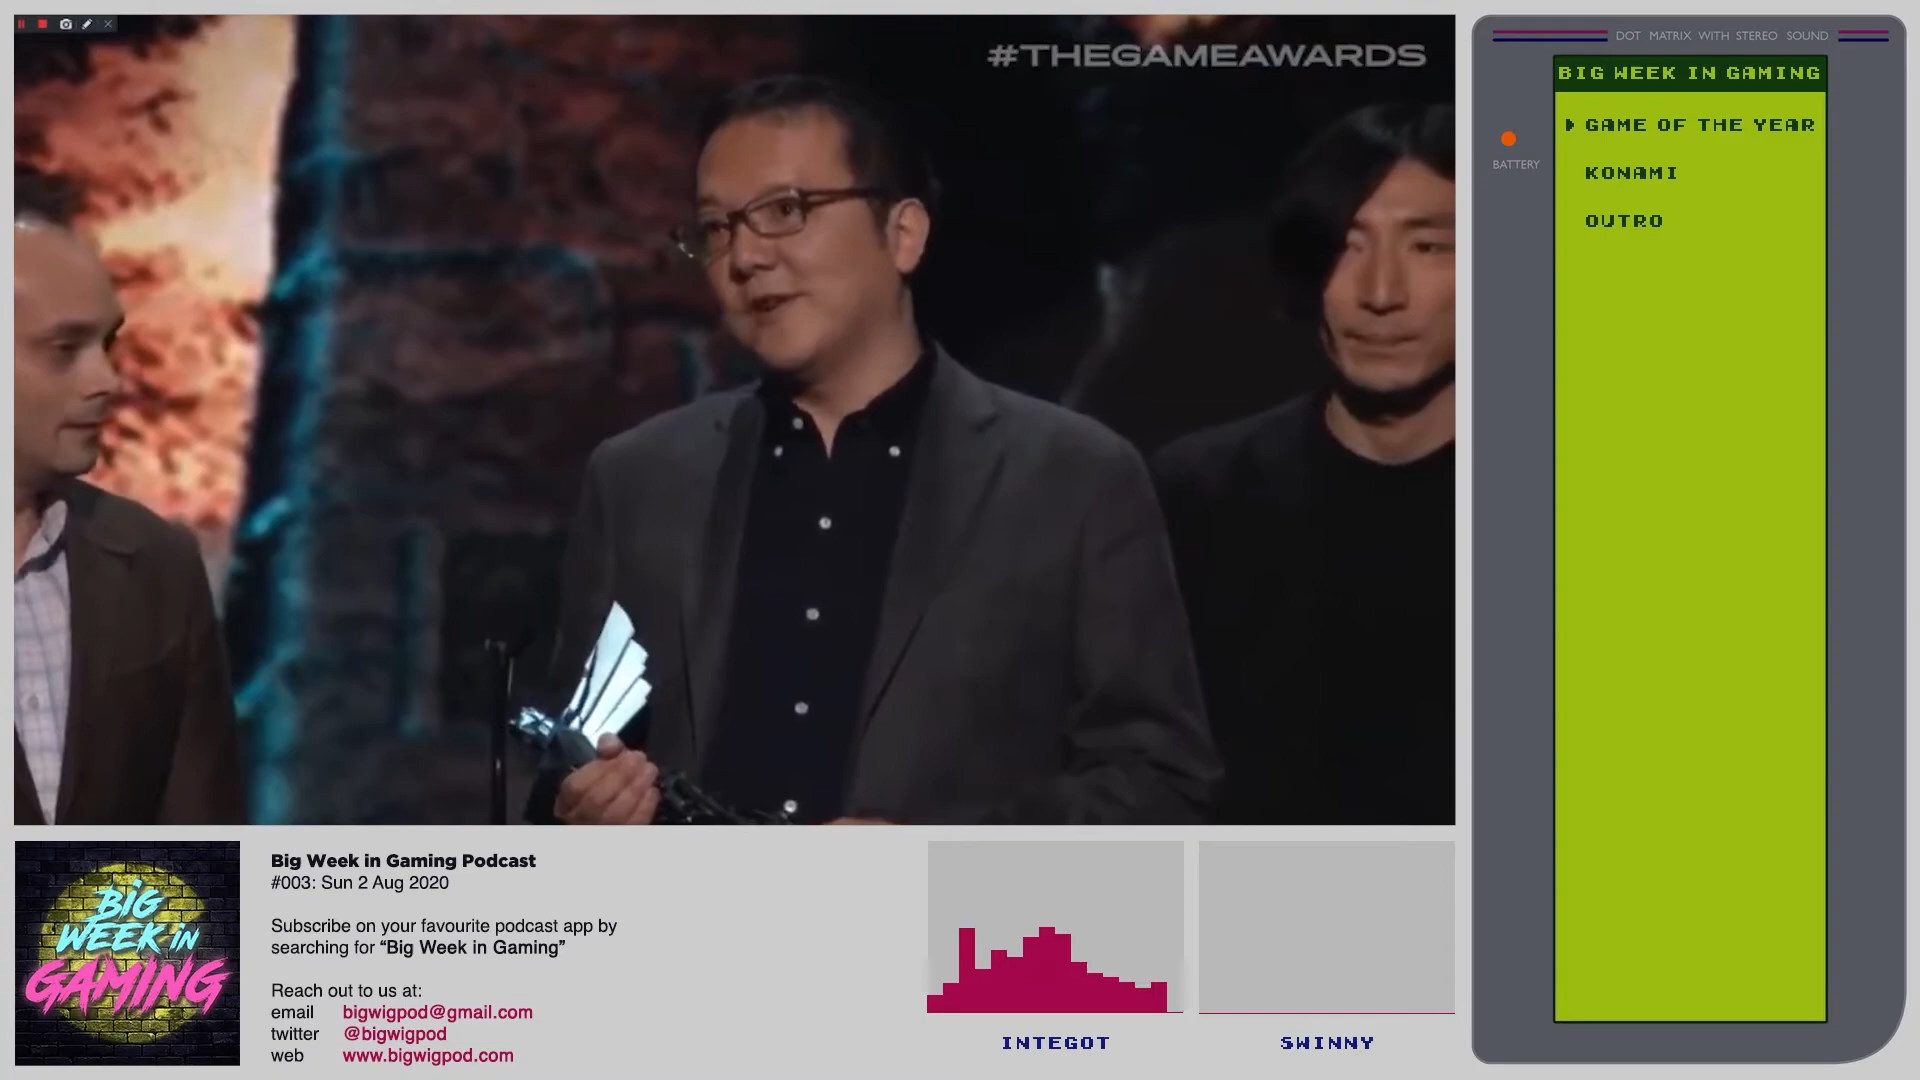 #THEGAMEAWARDS
DOT MATRIX WITH STEREO SOUND
BIG WEEK IN GAMING
GAME OF THE YEAR
KONAMI
OUTRO
BATTERY
BIG
WEEK IN
GAMING
Big Week in Gaming Podcast
#003: Sun 2 Aug 2020
Subscribe on your favourite podcast app by
searching for “Big Week in Gaming”
Reach out to us at:
email bigwigpod@gmail.com
twitter @bigwigpod
web www.bigwigpod.com
INTEGOT
SWINNY